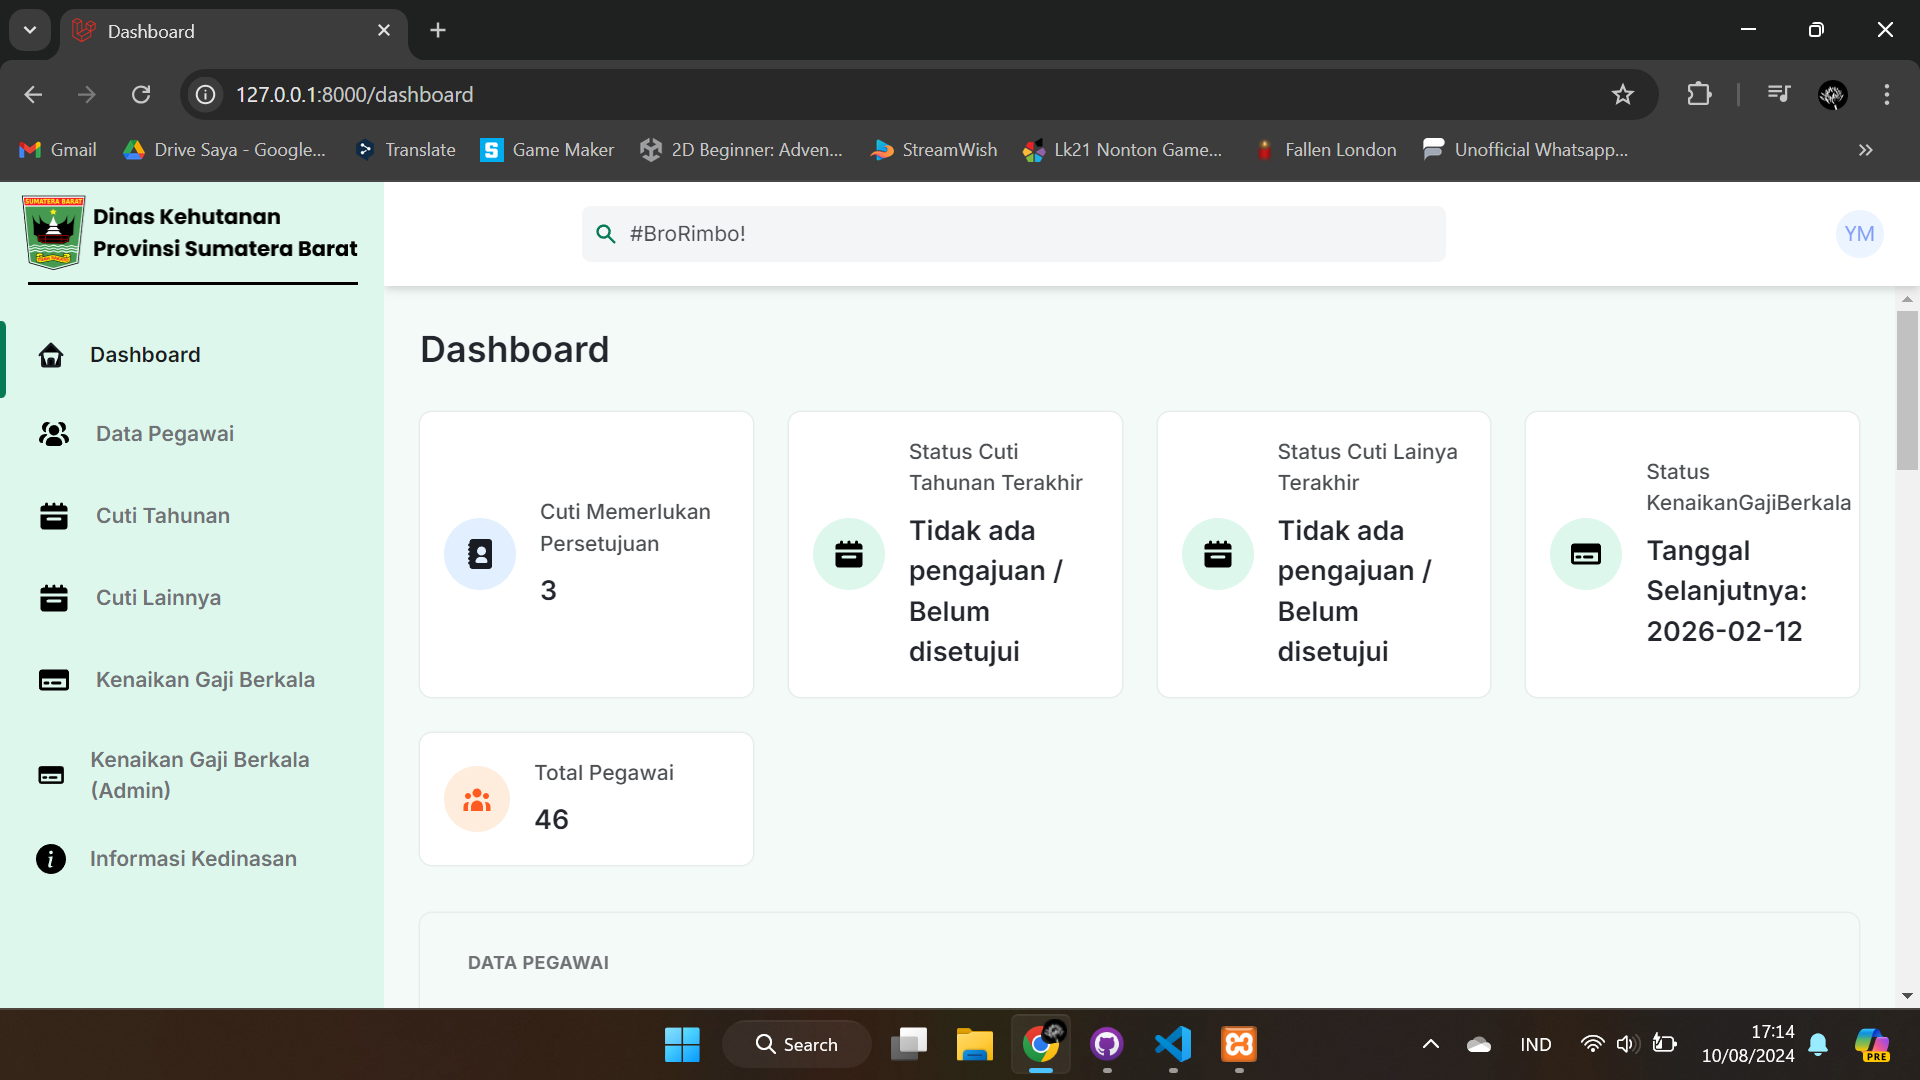 Dashboard
127.0.0.1:8000/dashboard
Gmail
Drive Saya - Google...
Translate
Game Maker
2D Beginner: Adven...
StreamWish
Lk21 Nonton Game...
Fallen London
Unofficial Whatsapp...
SUMATERA BARAT
Dinas Kehutanan
Provinsi Sumatera Barat
#BroRimbo!
YM
Dashboard
Data Pegawai
Cuti Tahunan
Cuti Lainnya
Kenaikan Gaji Berkala
Kenaikan Gaji Berkala
(Admin)
Informasi Kedinasan
Dashboard
Cuti Memerlukan
Persetujuan
3
Status Cuti
Tahunan Terakhir
Tidak ada
pengajuan /
Belum
disetujui
Status Cuti Lainya
Terakhir
Tidak ada
pengajuan /
Belum
disetujui
Status
KenaikanGajiBerkala
Tanggal
Selanjutnya:
2026-02-12
Total Pegawai
46
DATA PEGAWAI
Search
IND
17:14
10/08/2024
PRE